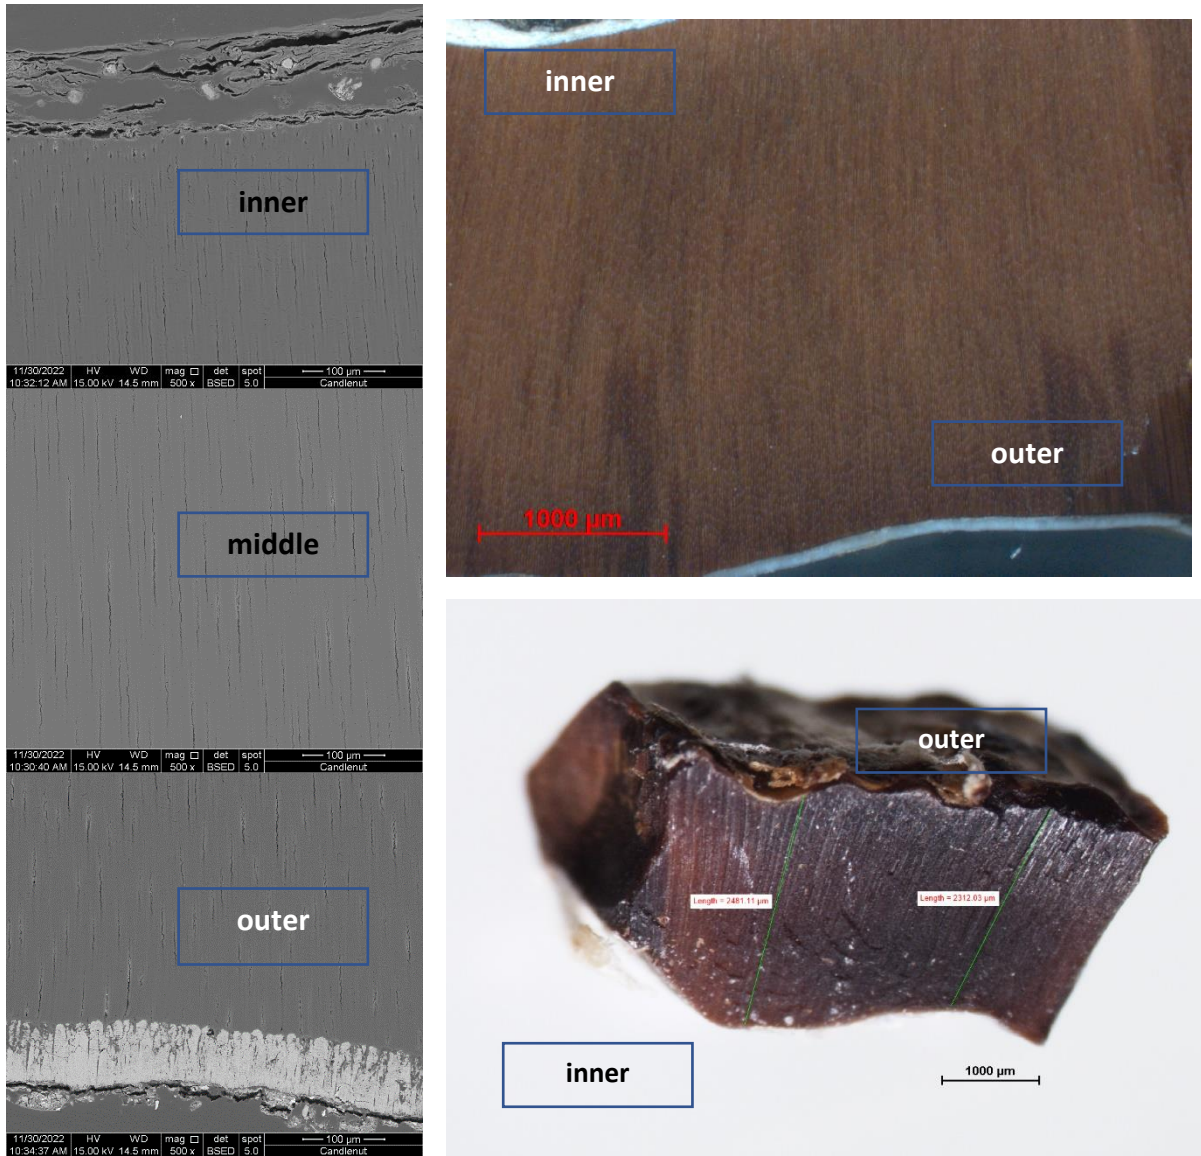 inner
11/30/2022 HV WD mag □ det spot 100 µm
10:32:12 AM 15.00 kV 14.5 mm 500 x BSED 5.0 Candlenut
middle
11/30/2022 HV WD mag □ det spot 100 µm
10:30:40 AM 15.00 kV 14.5 mm 500 x BSED 5.0 Candlenut
outer
11/30/2022 HV WD mag □ det spot 100 µm
10:34:37 AM 15.00 kV 14.5 mm 500 x BSED 5.0 Candlenut
inner
outer
1000 µm
outer
Length = 2481.11 µm
Length = 2312.03 µm
inner
1000 µm